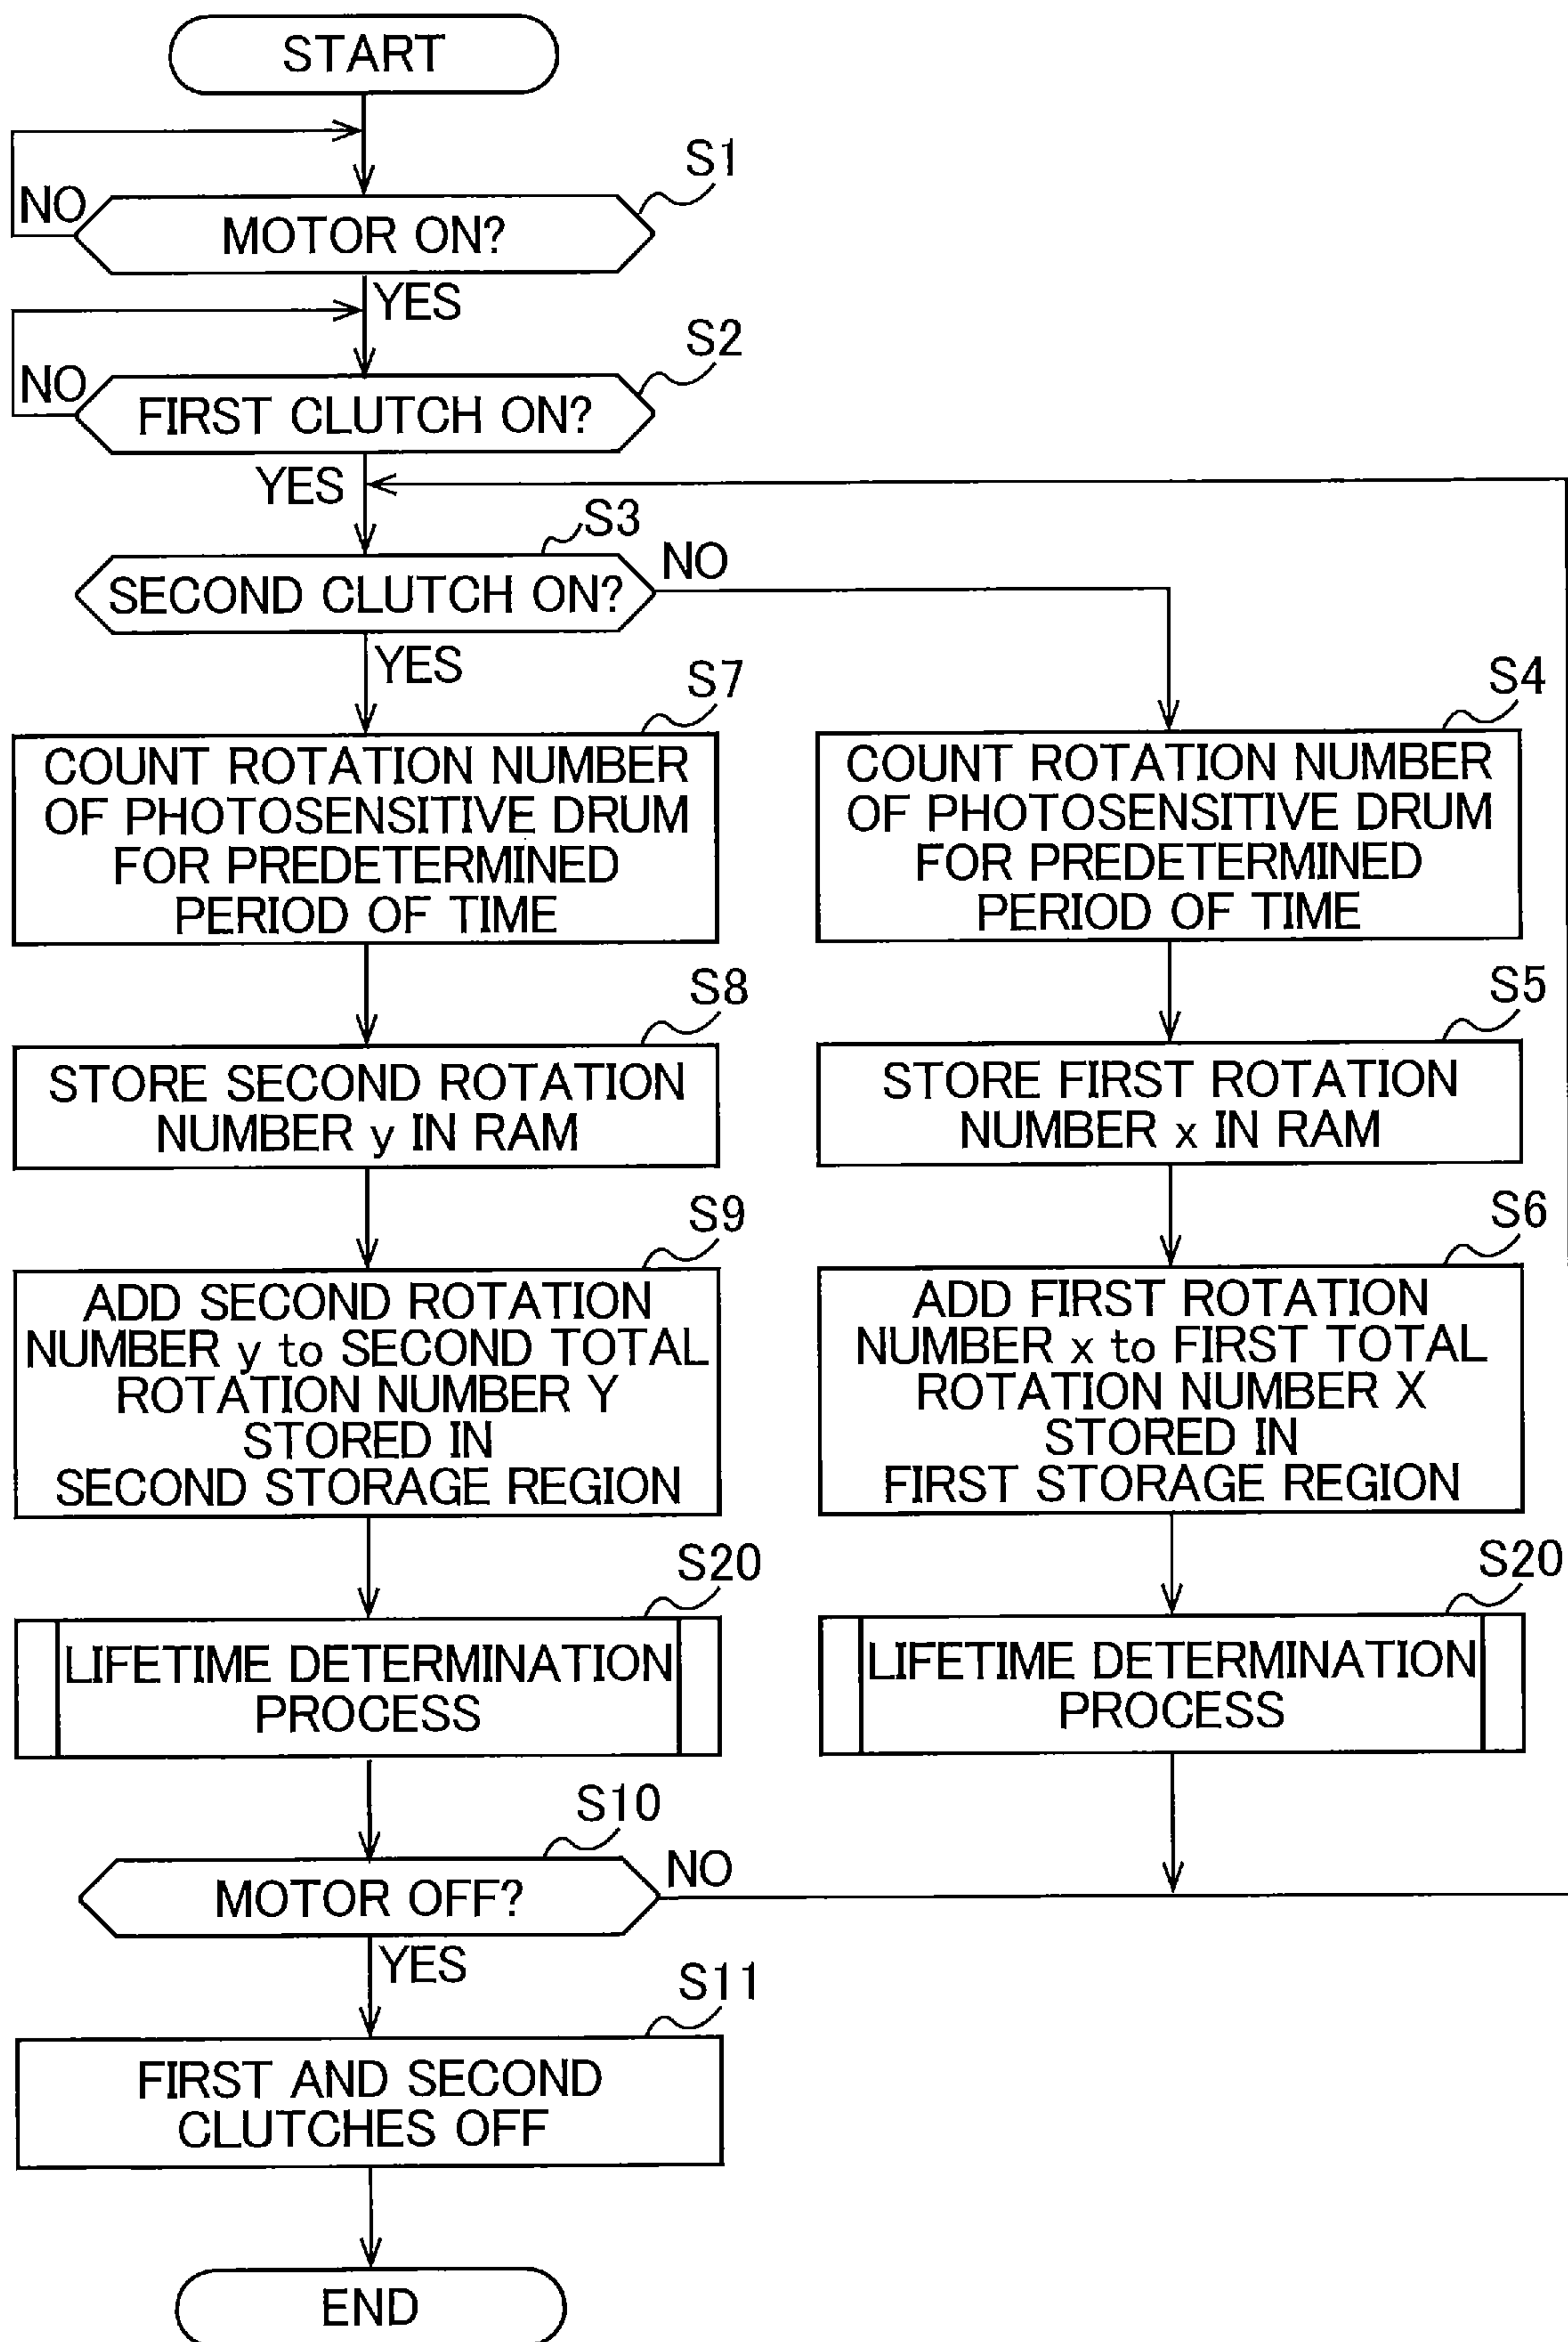 START
S1
NO
MOTOR ON?
YES
S2
NO
FIRST CLUTCH ON?
YES
S3
SECOND CLUTCH ON?
NO
YES
S7
COUNT ROTATION NUMBER
OF PHOTOSENSITIVE DRUM
FOR PREDETERMINED
PERIOD OF TIME
S8
STORE SECOND ROTATION
NUMBER y IN RAM
S9
ADD SECOND ROTATION
NUMBER y to SECOND TOTAL
ROTATION NUMBER Y
STORED IN
SECOND STORAGE REGION
S20
LIFETIME DETERMINATION
PROCESS
S4
COUNT ROTATION NUMBER
OF PHOTOSENSITIVE DRUM
FOR PREDETERMINED
PERIOD OF TIME
S5
STORE FIRST ROTATION
NUMBER x IN RAM
S6
ADD FIRST ROTATION
NUMBER x to FIRST TOTAL
ROTATION NUMBER X
STORED IN
FIRST STORAGE REGION
S20
LIFETIME DETERMINATION
PROCESS
S10
MOTOR OFF?
NO
YES
S11
FIRST AND SECOND
CLUTCHES OFF
END